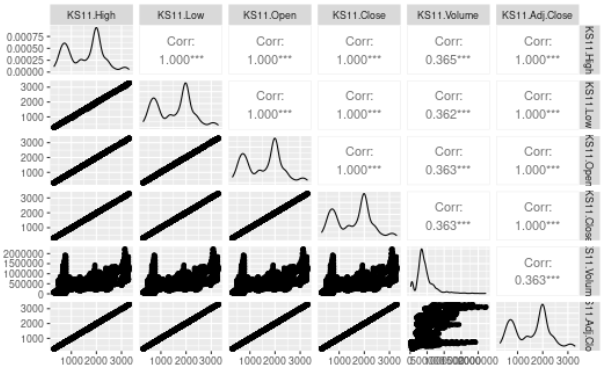 KS11.High KS11.Low KS11.Open KS11.Close KS11.Volume KS11.Adj.Close
0.00075
0.00050
0.00025
0.00000
Corr:
1.000***
Corr:
1.000***
Corr:
1.000***
Corr:
0.365***
Corr:
1.000***
KS11.High
3000
2000
1000
Corr:
1.000***
Corr:
1.000***
Corr:
0.362***
Corr:
1.000***
KS11.Low
3000
2000
1000
Corr:
1.000***
Corr:
0.363***
Corr:
1.000***
KS11.Open
3000
2000
1000
Corr:
0.363***
Corr:
1.000***
KS11.Close
2000000
1500000
1000000
500000
0
Corr:
0.363***
S11.Volum
3000
2000
1000
1000 2000 3000 1000 2000 3000 1000 2000 3000 1000 2000 3000 1000 2000 3000